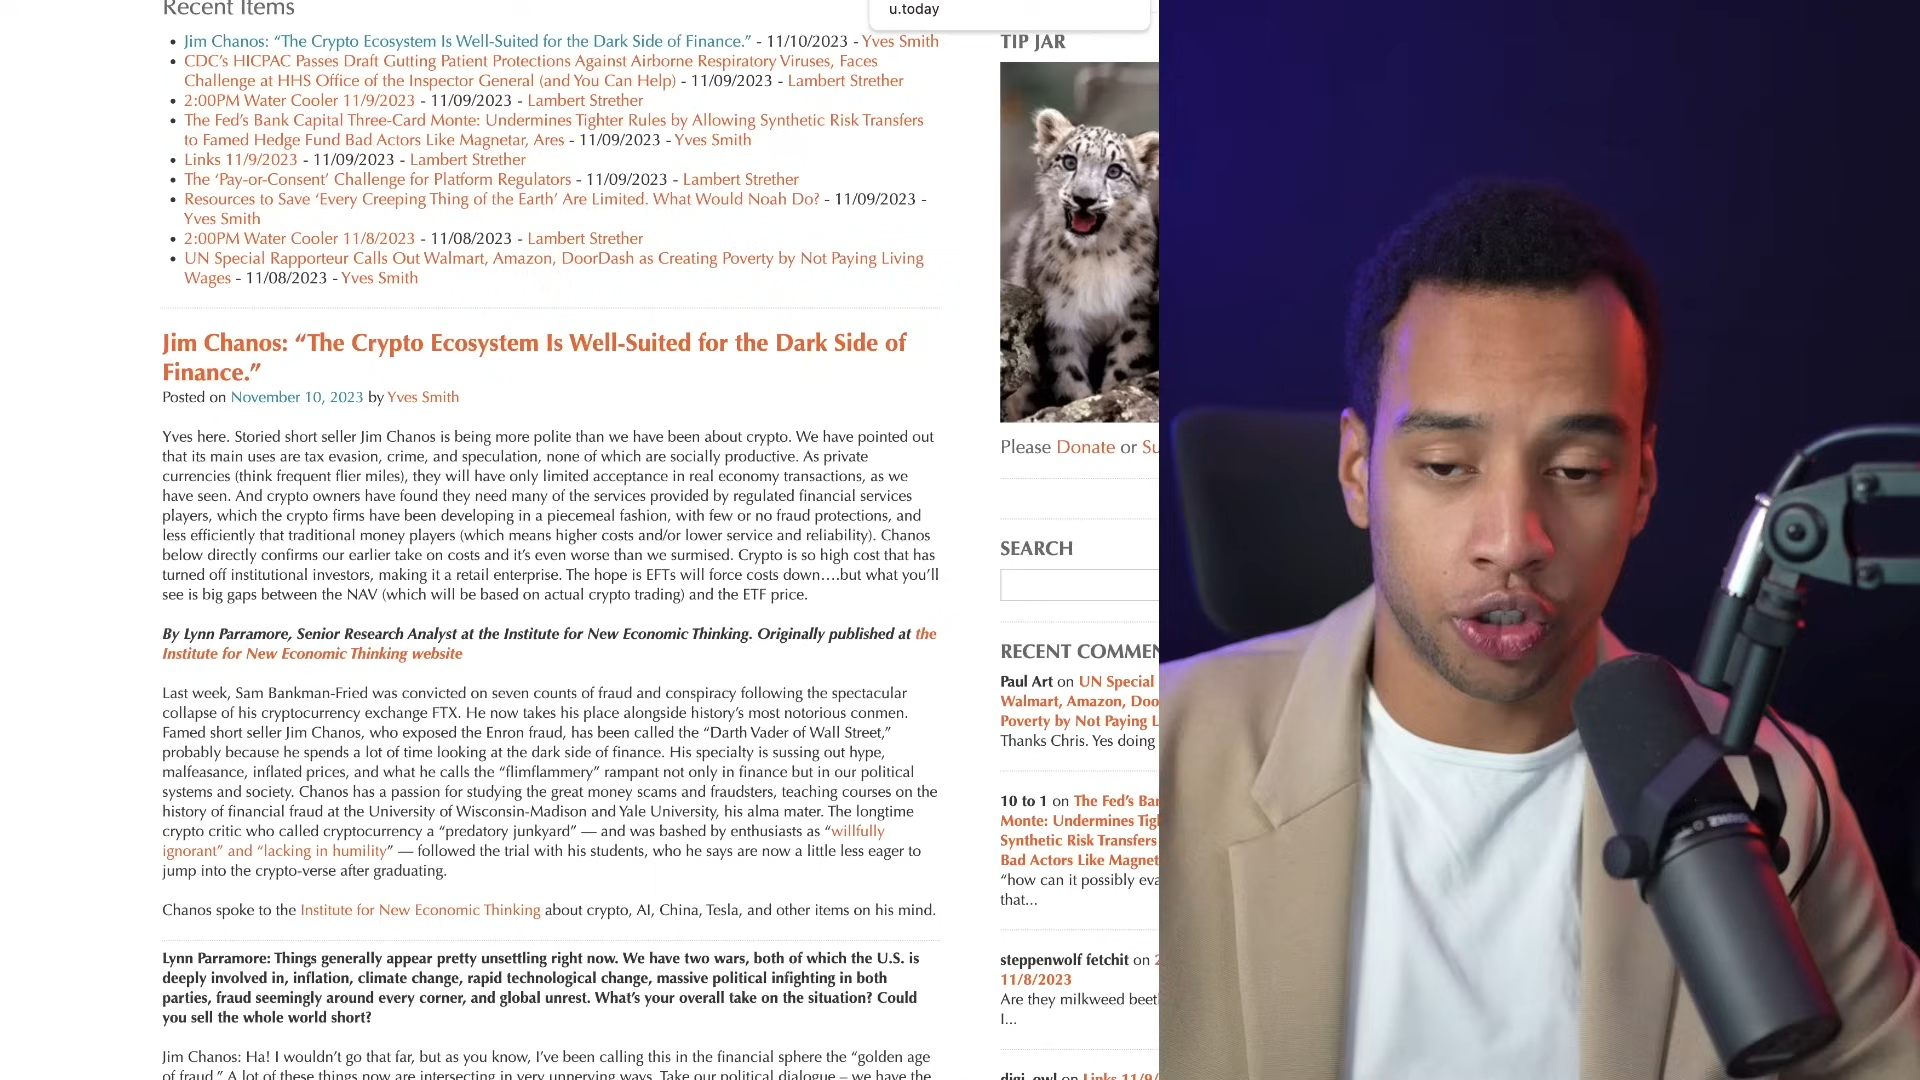 Recent Items
u.today
Jim Chanos: “The Crypto Ecosystem Is Well-Suited for the Dark Side of Finance.” - 11/10/2023 - Yves Smith
CDC’s HICPAC Passes Draft Gutting Patient Protections Against Airborne Respiratory Viruses, Faces
Challenge at HHS Office of the Inspector General (and You Can Help) - 11/09/2023 - Lambert Strether
2:00PM Water Cooler 11/9/2023 - 11/09/2023 - Lambert Strether
The Fed’s Bank Capital Three-Card Monte: Undermines Tighter Rules by Allowing Synthetic Risk Transfers
to Famed Hedge Fund Bad Actors Like Magnetar, Ares - 11/09/2023 - Yves Smith
Links 11/9/2023 - 11/09/2023 - Lambert Strether
The ‘Pay-or-Consent’ Challenge for Platform Regulators - 11/09/2023 - Lambert Strether
Resources to Save ‘Every Creeping Thing of the Earth’ Are Limited. What Would Noah Do? - 11/09/2023 -
Yves Smith
2:00PM Water Cooler 11/8/2023 - 11/08/2023 - Lambert Strether
UN Special Rapporteur Calls Out Walmart, Amazon, DoorDash as Creating Poverty by Not Paying Living
Wages - 11/08/2023 - Yves Smith
Jim Chanos: “The Crypto Ecosystem Is Well-Suited for the Dark Side of
Finance.”
Posted on November 10, 2023 by Yves Smith
Yves here. Storied short seller Jim Chanos is being more polite than we have been about crypto. We have pointed out
that its main uses are tax evasion, crime, and speculation, none of which are socially productive. As private
currencies (think frequent flier miles), they will have only limited acceptance in real economy transactions, as we
have seen. And crypto owners have found they need many of the services provided by regulated financial services
players, which the crypto firms have been developing in a piecemeal fashion, with few or no fraud protections, and
less efficiently that traditional money players (which means higher costs and/or lower service and reliability). Chanos
below directly confirms our earlier take on costs and it’s even worse than we surmised. Crypto is so high cost that has
turned off institutional investors, making it a retail enterprise. The hope is EFTs will force costs down….but what you’ll
see is big gaps between the NAV (which will be based on actual crypto trading) and the ETF price.
By Lynn Parramore, Senior Research Analyst at the Institute for New Economic Thinking. Originally published at the
Institute for New Economic Thinking website
Last week, Sam Bankman-Fried was convicted on seven counts of fraud and conspiracy following the spectacular
collapse of his cryptocurrency exchange FTX. He now takes his place alongside history’s most notorious conmen.
Famed short seller Jim Chanos, who exposed the Enron fraud, has been called the “Darth Vader of Wall Street,”
probably because he spends a lot of time looking at the dark side of finance. His specialty is sussing out hype,
malfeasance, inflated prices, and what he calls the “flimflammery” rampant not only in finance but in our political
systems and society. Chanos has a passion for studying the great money scams and fraudsters, teaching courses on the
history of financial fraud at the University of Wisconsin-Madison and Yale University, his alma mater. The longtime
crypto critic who called cryptocurrency a “predatory junkyard” — and was bashed by enthusiasts as “willfully
ignorant” and “lacking in humility” — followed the trial with his students, who he says are now a little less eager to
jump into the crypto-verse after graduating.
Chanos spoke to the Institute for New Economic Thinking about crypto, AI, China, Tesla, and other items on his mind.
Lynn Parramore: Things generally appear pretty unsettling right now. We have two wars, both of which the U.S. is
deeply involved in, inflation, climate change, rapid technological change, massive political infighting in both
parties, fraud seemingly around every corner, and global unrest. What’s your overall take on the situation? Could
you sell the whole world short?
Jim Chanos: Ha! I wouldn’t go that far, but as you know, I’ve been calling this in the financial sphere the “golden age
of fraud.” A lot of these things now are intersecting in very unnerving ways. Take our political dialogue – we have the
TIP JAR
Please Donate or Su
SEARCH
RECENT COMMEN
Paul Art on UN Special
Walmart, Amazon, Doo
Poverty by Not Paying L
Thanks Chris. Yes doing
10 to 1 on The Fed’s Ba
Monte: Undermines Tig
Synthetic Risk Transfers
Bad Actors Like Magnet
“how can it possibly eva
that...
steppenwolf fetchit on 2
11/8/2023
Are they milkweed beet
I...
digi_owl on Links 11/9/